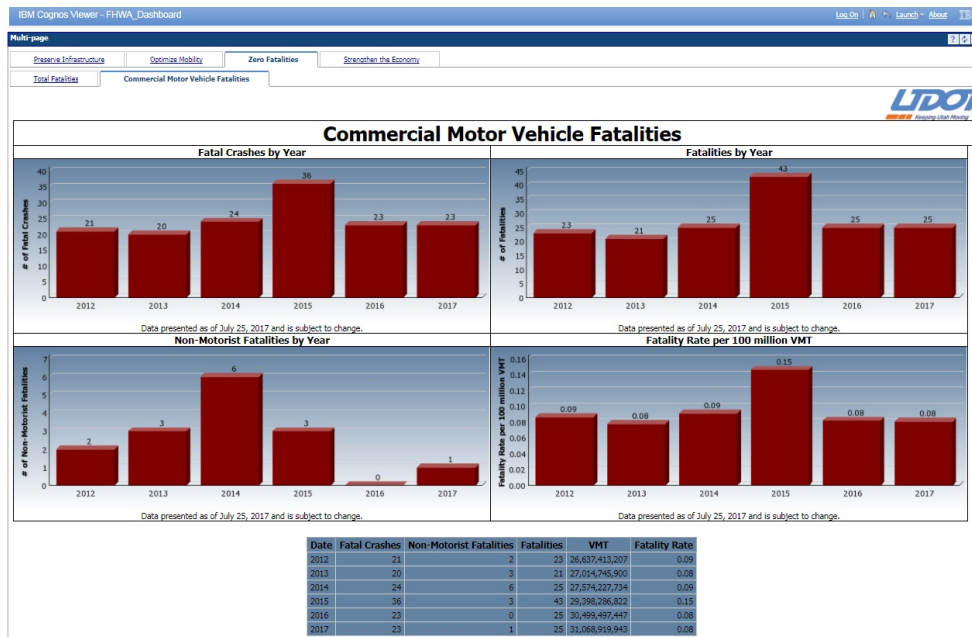 IBM Cognos Viewer - FHWA_Dashboard
Log On Launch About IB
Multi-page
Preserve Infrastructure Optimize Mobility Zero Fatalities Strengthen the Economy
Total Fatalities Commercial Motor Vehicle Fatalities
UDOT
Keeping Utah Moving
Commercial Motor Vehicle Fatalities
Fatal Crashes by Year
# of Fatal Crashes
40
35
30
25
20
15
10
5
0
21 20 24 36 23 23
2012 2013 2014 2015 2016 2017
Data presented as of July 25, 2017 and is subject to change.
Fatalities by Year
# of Fatalities
45
40
35
30
25
20
15
10
5
0
23 21 25 43 25 25
2012 2013 2014 2015 2016 2017
Data presented as of July 25, 2017 and is subject to change.
Non-Motorist Fatalities by Year
# of Non-Motorist Fatalities
7
6
5
4
3
2
1
0
2 3 6 3 0 1
2012 2013 2014 2015 2016 2017
Data presented as of July 25, 2017 and is subject to change.
Fatality Rate per 100 million VMT
Fatality Rate per 100 million VMT
0.16
0.14
0.12
0.10
0.08
0.06
0.04
0.02
0.00
0.09 0.08 0.09 0.15 0.08 0.08
2012 2013 2014 2015 2016 2017
Data presented as of July 25, 2017 and is subject to change.
Date Fatal Crashes Non-Motorist Fatalities Fatalities VMT Fatality Rate
2012 21 2 23 26,637,413,207 0.09
2013 20 3 21 27,014,745,900 0.08
2014 24 6 25 27,574,227,734 0.09
2015 36 3 43 29,398,286,822 0.15
2016 23 0 25 30,499,497,447 0.08
2017 23 1 25 31,068,919,943 0.08